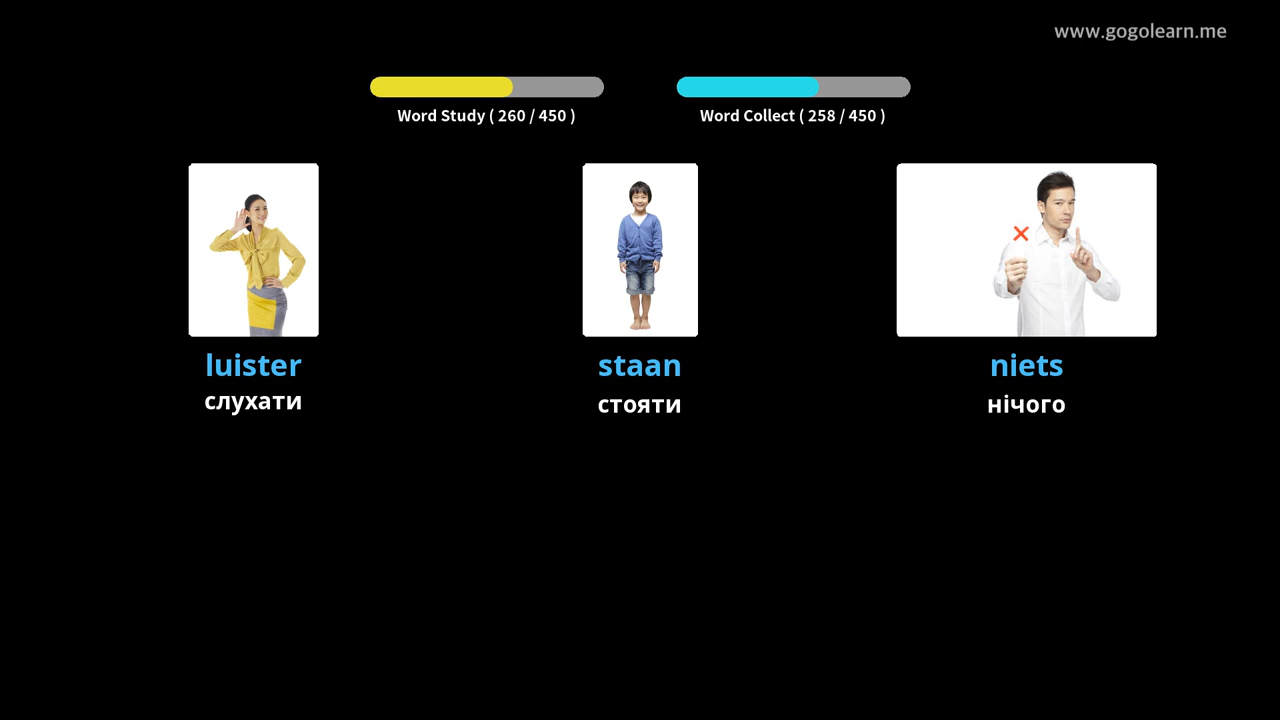 www.gogolearn.me
Word Study ( 260 / 450 )
Word Collect ( 258 / 450 )
luister
staan
niets
слухати
стояти
нічого